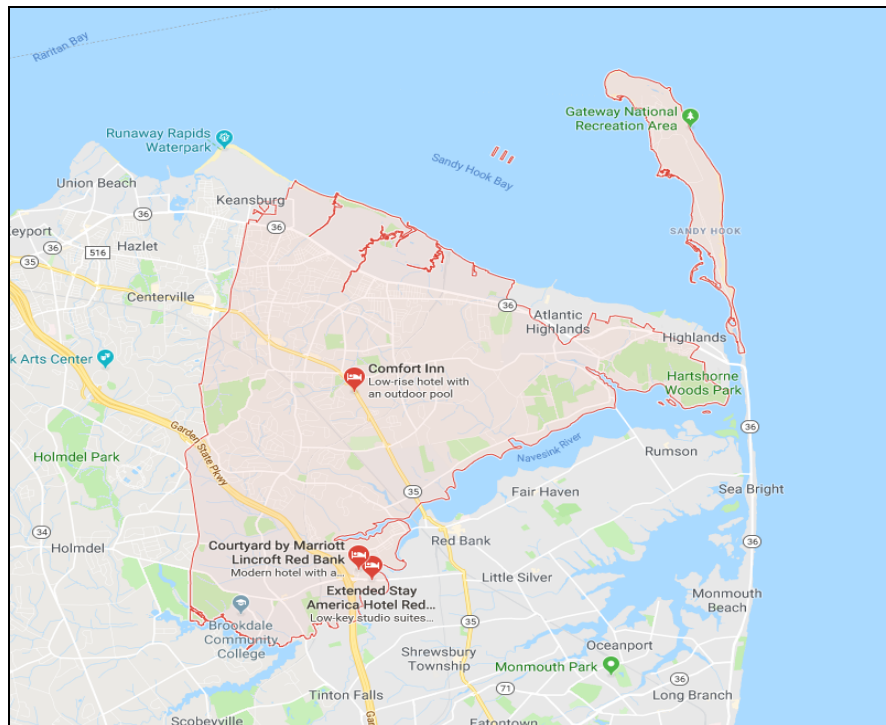 Raritan Bay
Runaway Rapids
Waterpark
Gateway National
Recreation Area
Sandy Hook Bay
Union Beach
Keansburg
36
36
eyport
Hazlet
516
35
SANDY HOOK
Centerville
36
Atlantic
Highlands
Highlands
k Arts Center
Comfort Inn
Low-rise hotel with
an outdoor pool
Hartshorne
Woods Park
Garden State Pkwy
Holmdel Park
36
Navesink River
Rumson
35
Fair Haven
Sea Bright
34
Holmdel
Red Bank
36
Courtyard by Marriott
Lincroft Red Bank
Modern hotel with a...
Little Silver
Extended Stay
America Hotel Red...
Low-key studio suites...
Monmouth
Beach
Brookdale
Community
College
35
Shrewsbury
Township
Oceanport
Monmouth Park
36
Tinton Falls
71
Long Branch
Scobeyville
Eatontown
Ga